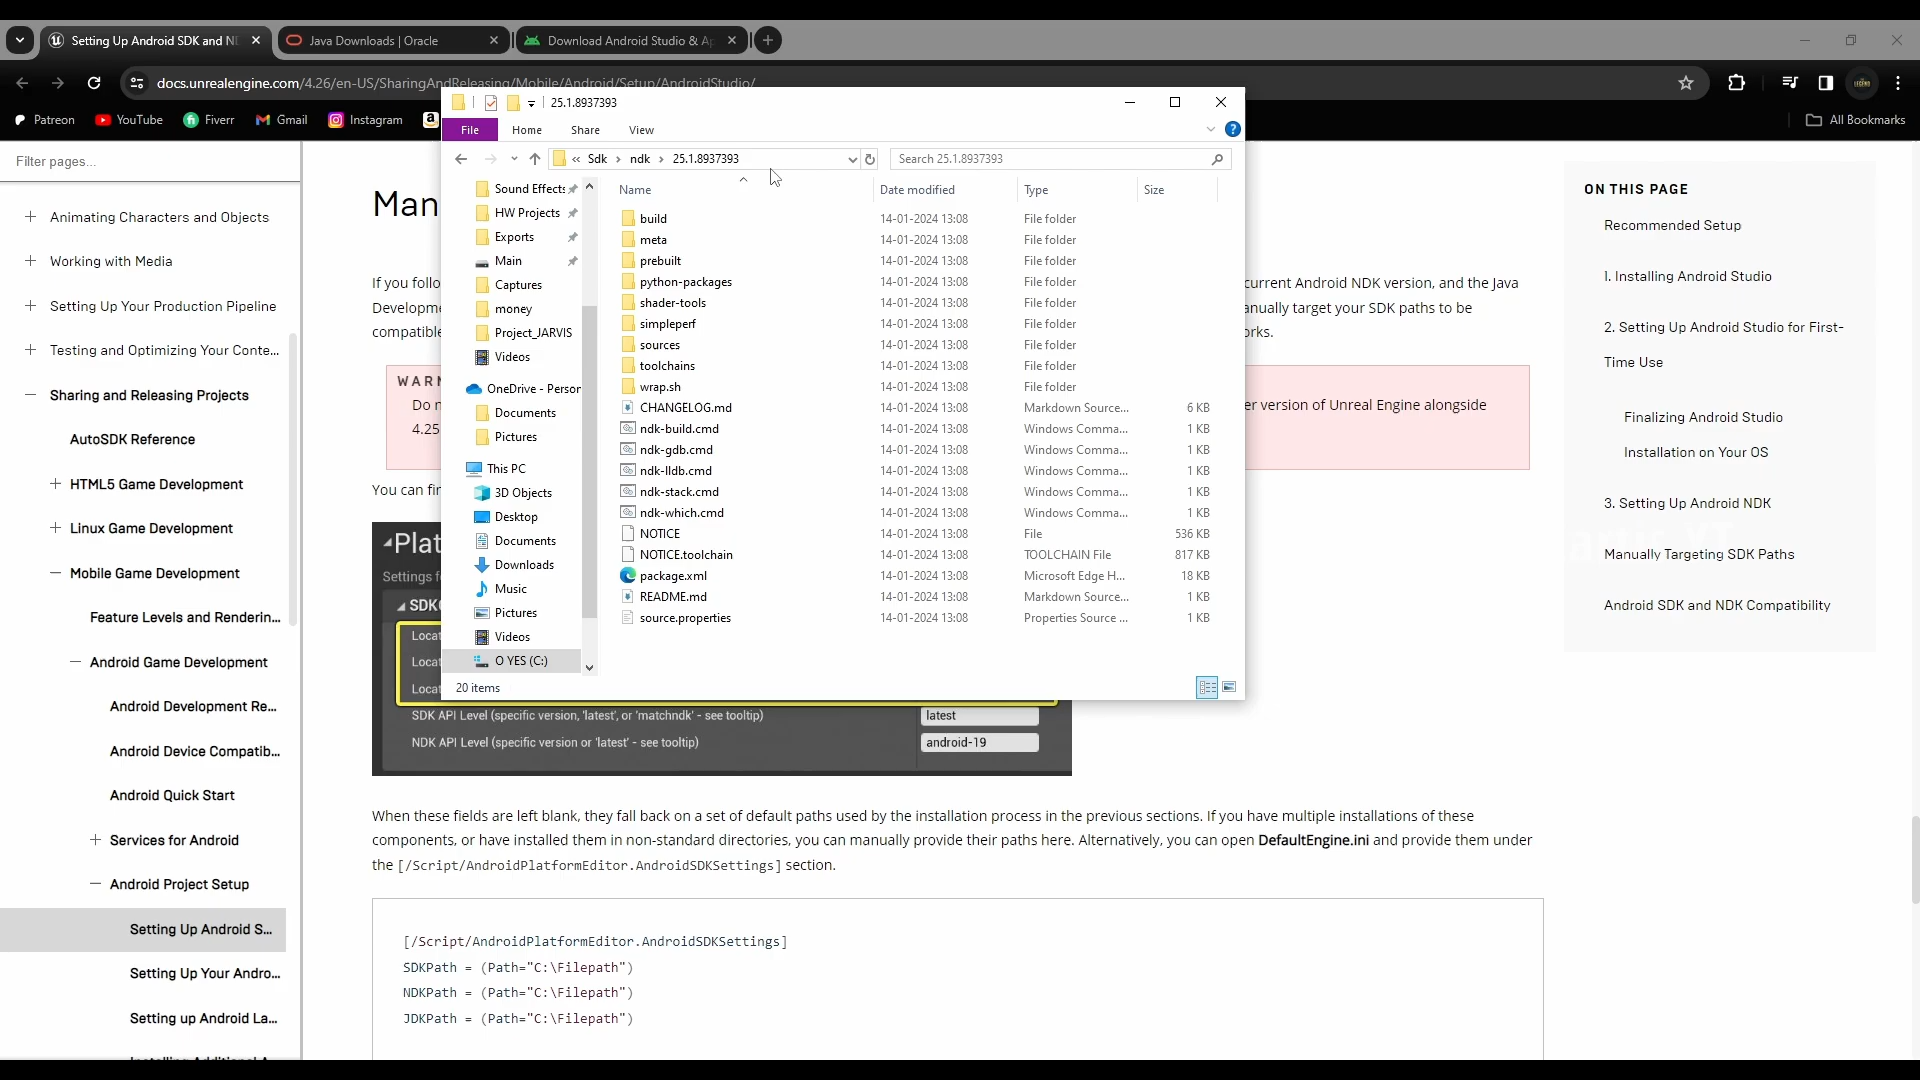 Setting Up Android SDK and N
Java Downloads | Oracle
Download Android Studio & Ap
docs.unrealengine.com/4.26/en-US/SharingAndReleasing/Mobile/Android/Setup/AndroidStudio/
Patreon
YouTube
Fiverr
Gmail
Instagram
All Bookmarks
Filter pages...
Animating Characters and Objects
Working with Media
Setting Up Your Production Pipeline
Testing and Optimizing Your Conte...
Sharing and Releasing Projects
AutoSDK Reference
HTML5 Game Development
Linux Game Development
Mobile Game Development
Feature Levels and Renderin...
Android Game Development
Android Development Re...
Android Device Compatib...
Android Quick Start
Services for Android
Android Project Setup
Setting Up Android S...
Setting Up Your Andro...
Setting up Android La...
25.1.8937393
File Home Share View
« Sdk › ndk › 25.1.8937393
Search 25.1.8937393
Sound Effects
HW Projects
Exports
Main
Captures
money
Project_JARVIS
Videos
OneDrive - Person
Documents
Pictures
This PC
3D Objects
Desktop
Documents
Downloads
Music
Pictures
Videos
O YES (C:)
Name Date modified Type Size
build 14-01-2024 13:08 File folder
meta 14-01-2024 13:08 File folder
prebuilt 14-01-2024 13:08 File folder
python-packages 14-01-2024 13:08 File folder
shader-tools 14-01-2024 13:08 File folder
simpleperf 14-01-2024 13:08 File folder
sources 14-01-2024 13:08 File folder
toolchains 14-01-2024 13:08 File folder
wrap.sh 14-01-2024 13:08 File folder
CHANGELOG.md 14-01-2024 13:08 Markdown Source... 6 KB
ndk-build.cmd 14-01-2024 13:08 Windows Comma... 1 KB
ndk-gdb.cmd 14-01-2024 13:08 Windows Comma... 1 KB
ndk-lldb.cmd 14-01-2024 13:08 Windows Comma... 1 KB
ndk-stack.cmd 14-01-2024 13:08 Windows Comma... 1 KB
ndk-which.cmd 14-01-2024 13:08 Windows Comma... 1 KB
NOTICE 14-01-2024 13:08 File 536 KB
NOTICE.toolchain 14-01-2024 13:08 TOOLCHAIN File 817 KB
package.xml 14-01-2024 13:08 Microsoft Edge H... 18 KB
README.md 14-01-2024 13:08 Markdown Source... 1 KB
source.properties 14-01-2024 13:08 Properties Source ... 1 KB
20 items
Man
If you follo
current Android NDK version, and the Java
Developme
anually target your SDK paths to be
compatible
orks.
WARN
Do n
er version of Unreal Engine alongside
4.25
You can fin
Plat
Settings fo
SDKC
Locat
Locat
Locat
SDK API Level (specific version, 'latest', or 'matchndk' - see tooltip) latest
NDK API Level (specific version or 'latest' - see tooltip) android-19
When these fields are left blank, they fall back on a set of default paths used by the installation process in the previous sections. If you have multiple installations of these
components, or have installed them in non-standard directories, you can manually provide their paths here. Alternatively, you can open DefaultEngine.ini and provide them under
the [/Script/AndroidPlatformEditor.AndroidSDKSettings] section.
[/Script/AndroidPlatformEditor.AndroidSDKSettings]
SDKPath = (Path="C:\Filepath")
NDKPath = (Path="C:\Filepath")
JDKPath = (Path="C:\Filepath")
ON THIS PAGE
Recommended Setup
1. Installing Android Studio
2. Setting Up Android Studio for First-
Time Use
Finalizing Android Studio
Installation on Your OS
3. Setting Up Android NDK
Manually Targeting SDK Paths
Android SDK and NDK Compatibility